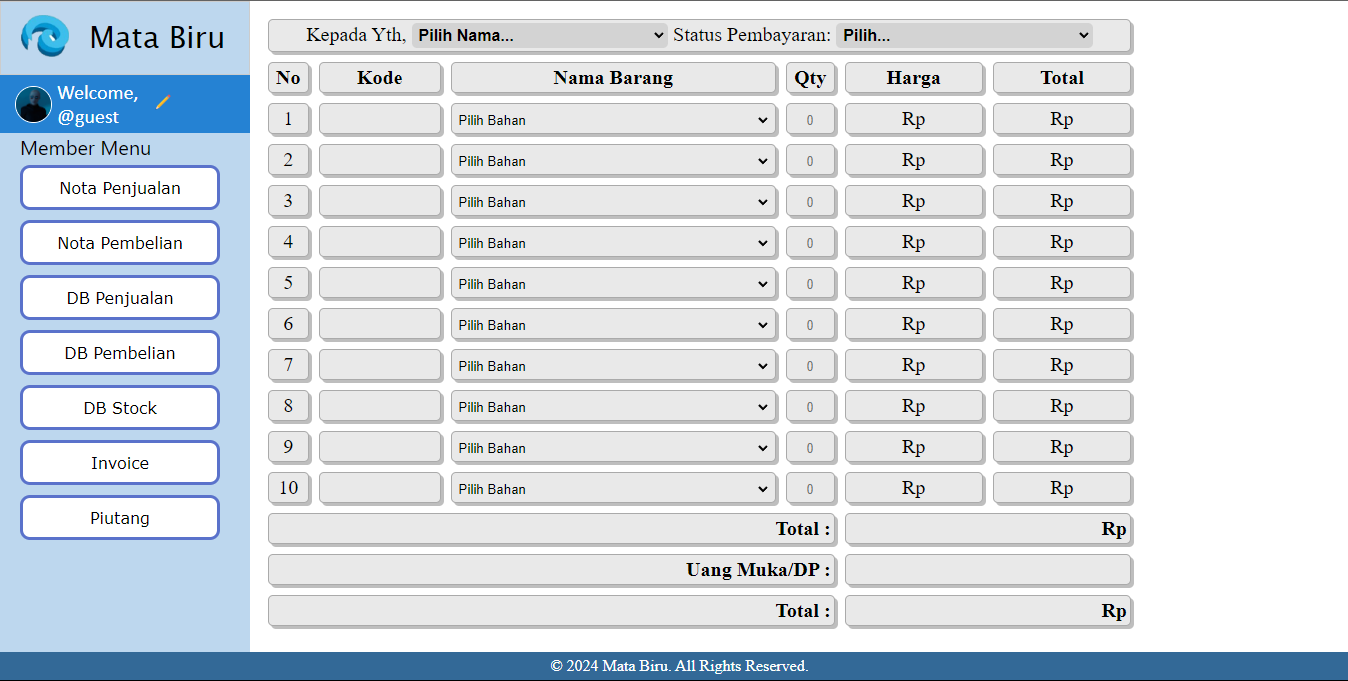 Mata Biru
Welcome,
@guest
Member Menu
Nota Penjualan
Nota Pembelian
DB Penjualan
DB Pembelian
DB Stock
Invoice
Piutang
Kepada Yth, Pilih Nama... Status Pembayaran: Pilih...
No Kode Nama Barang Qty Harga Total
1 Pilih Bahan 0 Rp Rp
2 Pilih Bahan 0 Rp Rp
3 Pilih Bahan 0 Rp Rp
4 Pilih Bahan 0 Rp Rp
5 Pilih Bahan 0 Rp Rp
6 Pilih Bahan 0 Rp Rp
7 Pilih Bahan 0 Rp Rp
8 Pilih Bahan 0 Rp Rp
9 Pilih Bahan 0 Rp Rp
10 Pilih Bahan 0 Rp Rp
Total : Rp
Uang Muka/DP :
Total : Rp
© 2024 Mata Biru. All Rights Reserved.